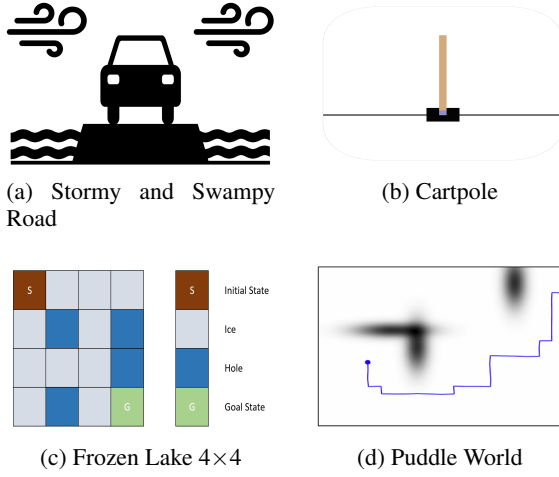 (a) Stormy and Swampy
Road
(b) Cartpole
S
S
Initial State
Ice
Hole
G
G
Goal State
(c) Frozen Lake 4×4
(d) Puddle World